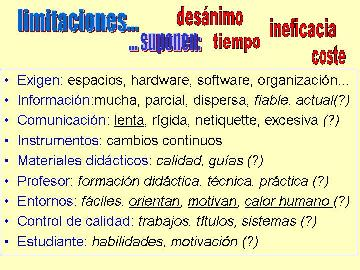 limitaciones...
desánimo
ineficacia
... suponen:
tiempo
coste
• Exigen: espacios, hardware, software, organización...
• Información:mucha, parcial, dispersa, fiable. actual(?)
• Comunicación: lenta, rígida, netiquette, excesiva (?)
• Instrumentos: cambios continuos
• Materiales didácticos: calidad, guías (?)
• Profesor: formación didáctica. técnica. práctica (?)
• Entornos: fáciles. orientan, motivan, calor humano (?)
• Control de calidad: trabajos. títulos, sistemas (?)
• Estudiante: habilidades, motivación (?)